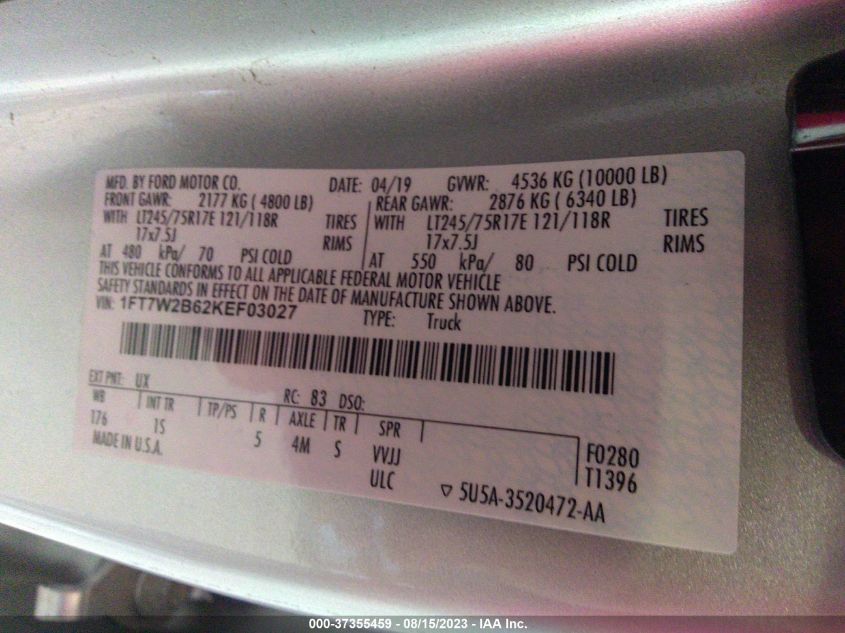 MFD. BY FORD MOTOR CO. DATE: 04/19 GVWR: 4536 KG (10000 LB)
FRONT GAWR: 2177 KG ( 4800 LB) REAR GAWR: 2876 KG ( 6340 LB)
WITH LT245/75R17E 121/118R TIRES WITH LT245/75R17E 121/118R TIRES
17x7.5J RIMS 17x7.5J RIMS
AT 480 kPa/ 70 PSI COLD AT 550 kPa/ 80 PSI COLD
THIS VEHICLE CONFORMS TO ALL APPLICABLE FEDERAL MOTOR VEHICLE
SAFETY STANDARDS IN EFFECT ON THE DATE OF MANUFACTURE SHOWN ABOVE.
VIN: 1FT7W2B62KEF03027 TYPE: Truck
EXT PNT: UX RC: 83 DSO:
WB INT TR TP/PS R AXLE TR SPR
176 1S 5 4M S VVJJ F0280
MADE IN U.S.A. ULC T1396
▽ 5U5A-3520472-AA
000-37355459 - 08/15/2023 - IAA Inc.